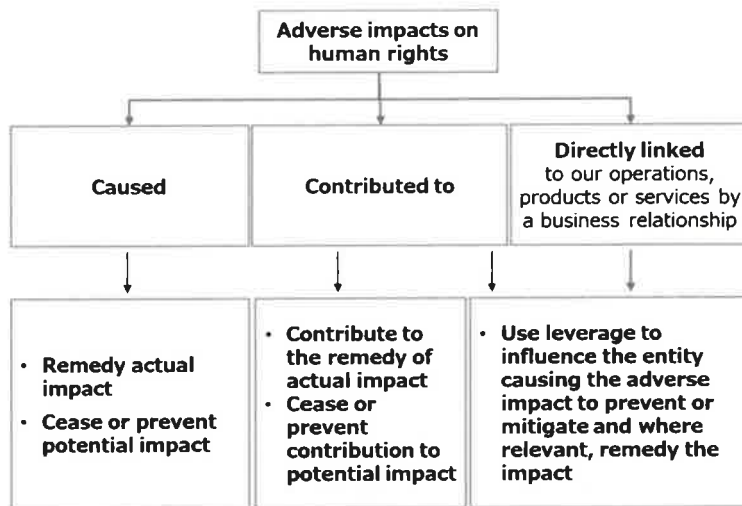 Adverse impacts on
human rights
Caused
Contributed to
Directly linked
to our operations,
products or services by
a business relationship
• Remedy actual
impact
• Cease or prevent
potential impact
• Contribute to
the remedy of
actual impact
• Cease or
prevent
contribution to
potential impact
• Use leverage to
influence the entity
causing the adverse
impact to prevent or
mitigate and where
relevant, remedy the
impact